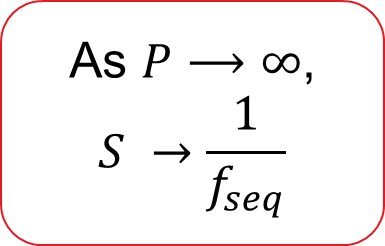 As P ⟶ ∞,
S → 1/f_seq